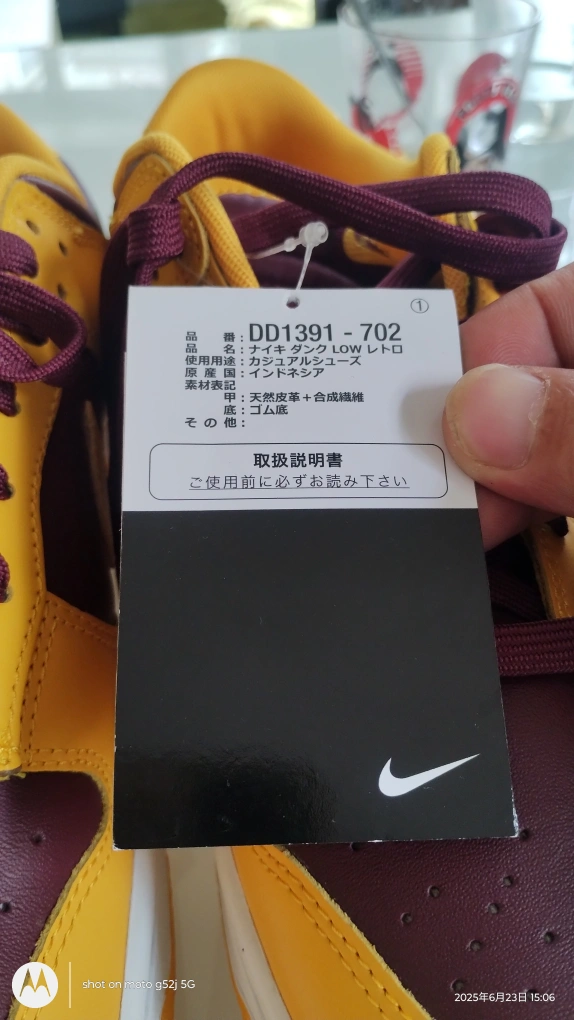 ①
品 番：DD1391 - 702
品 名：ナイキ ダンク LOW レトロ
使用用途：カジュアルシューズ
原 産 国：インドネシア
素材表記
甲：天然皮革＋合成繊維
底：ゴム底
そ の 他：
取扱説明書
ご使用前に必ずお読み下さい
shot on moto g52j 5G
2025年6月23日 15:06